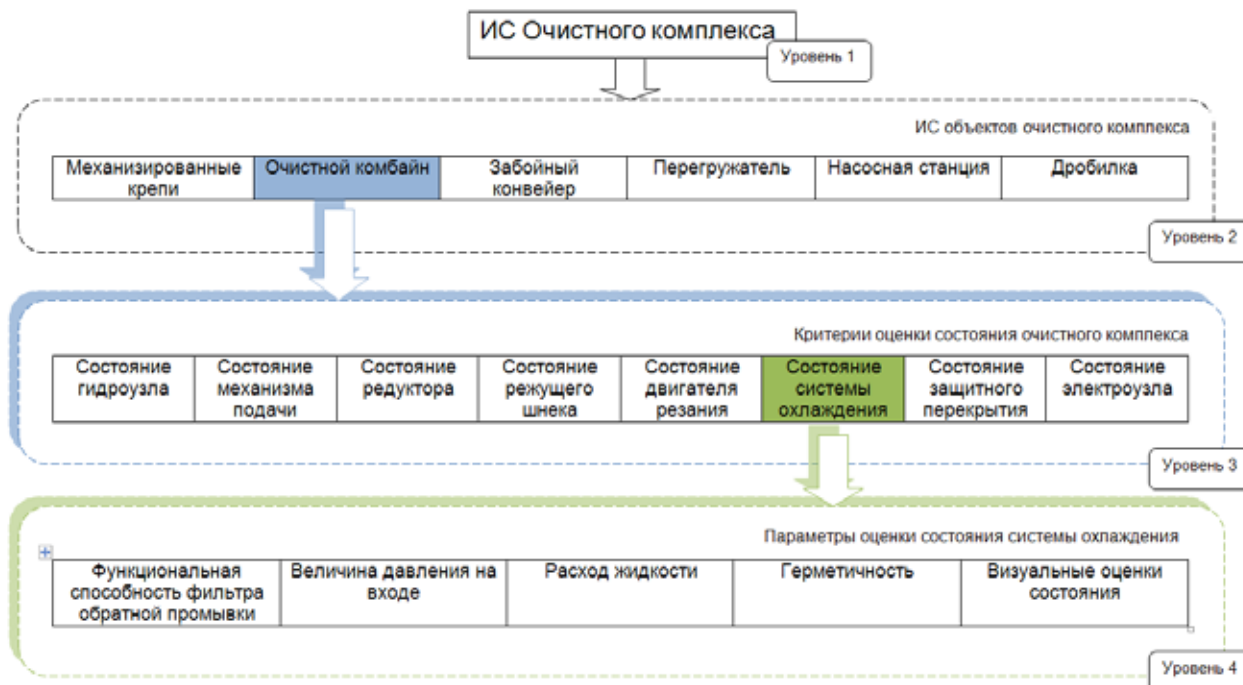 ИС Очистного комплекса
Уровень 1
ИС объектов очистного комплекса
Механизированные
крепи
Очистной комбайн
Забойный
конвейер
Перегружатель
Насосная станция
Дробилка
Уровень 2
Критерии оценки состояния очистного комплекса
Состояние
гидроузла
Состояние
механизма
подачи
Состояние
редуктора
Состояние
режущего
шнека
Состояние
двигателя
резания
Состояние
системы
охлаждения
Состояние
защитного
перекрытия
Состояние
электроузла
Уровень 3
Параметры оценки состояния системы охлаждения
Функциональная
способность фильтра
обратной промывки
Величина давления на
входе
Расход жидкости
Герметичность
Визуальные оценки
состояния
Уровень 4